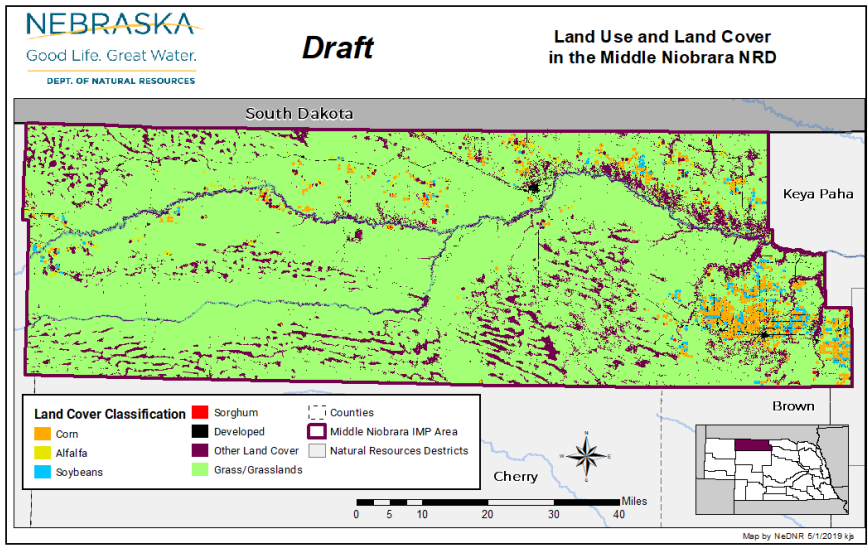 NEBRASKA
Good Life. Great Water.
DEPT. OF NATURAL RESOURCES
Draft
Land Use and Land Cover
in the Middle Niobrara NRD
South Dakota
Keya Paha
Brown
Cherry
Land Cover Classification
Corn
Alfalfa
Soybeans
Sorghum
Developed
Other Land Cover
Grass/Grasslands
Counties
Middle Niobrara IMP Area
Natural Resources Destricts
N
W
E
S
Miles
0 5 10 20 30 40
Map by NeDNR 5/1/2019 kjs